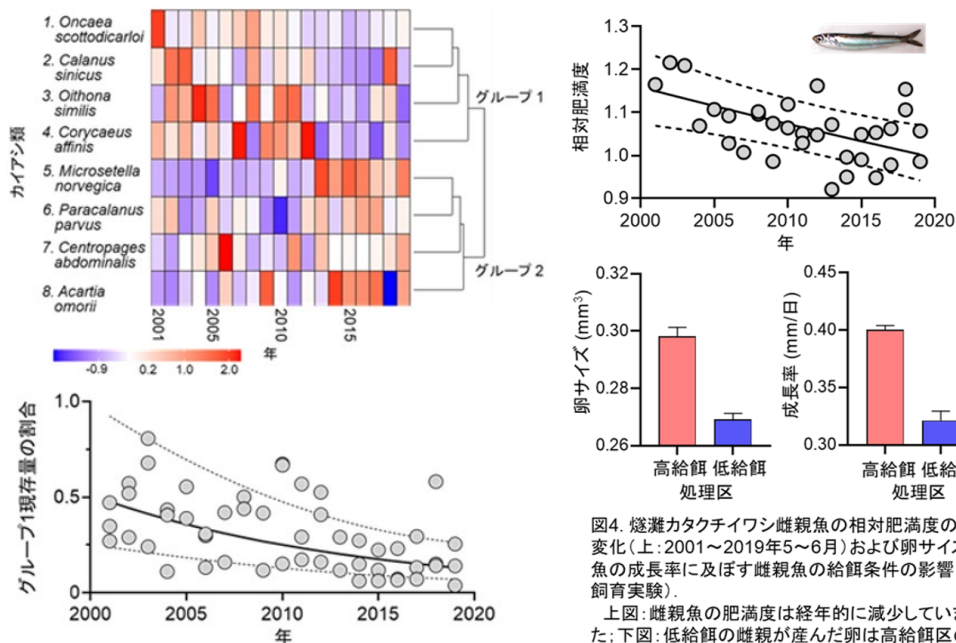 カイアシ類
1. Oncaea
scottodicarloi
2. Calanus
sinicus
3. Oithona
similis
4. Corycaeus
affinis
5. Microsetella
norvegica
6. Paracalanus
parvus
7. Centropages
abdominalis
8. Acartia
omorii
グループ1
グループ2
2001
2005
2010
2015
年
-0.9 0.2 1.0 2.0
グループ1現存量の割合
1.0
0.5
0
2000 2005 2010 2015 2020
年
相対肥満度
1.3
1.2
1.1
1.0
0.9
2000 2005 2010 2015 2020
年
卵サイズ (mm³)
0.32
0.30
0.28
0.26
高給餌 低給餌
処理区
成長率 (mm/日)
0.45
0.40
0.35
0.30
高給餌 低給
処理区
図4. 燧灘カタクチイワシ雌親魚の相対肥満度の
変化(上:2001~2019年5~6月)および卵サイズ
魚の成長率に及ぼす雌親魚の給餌条件の影響
飼育実験).
上図:雌親魚の肥満度は経年的に減少していま
た;下図:低給餌の雌親が産んだ卵は高給餌区の